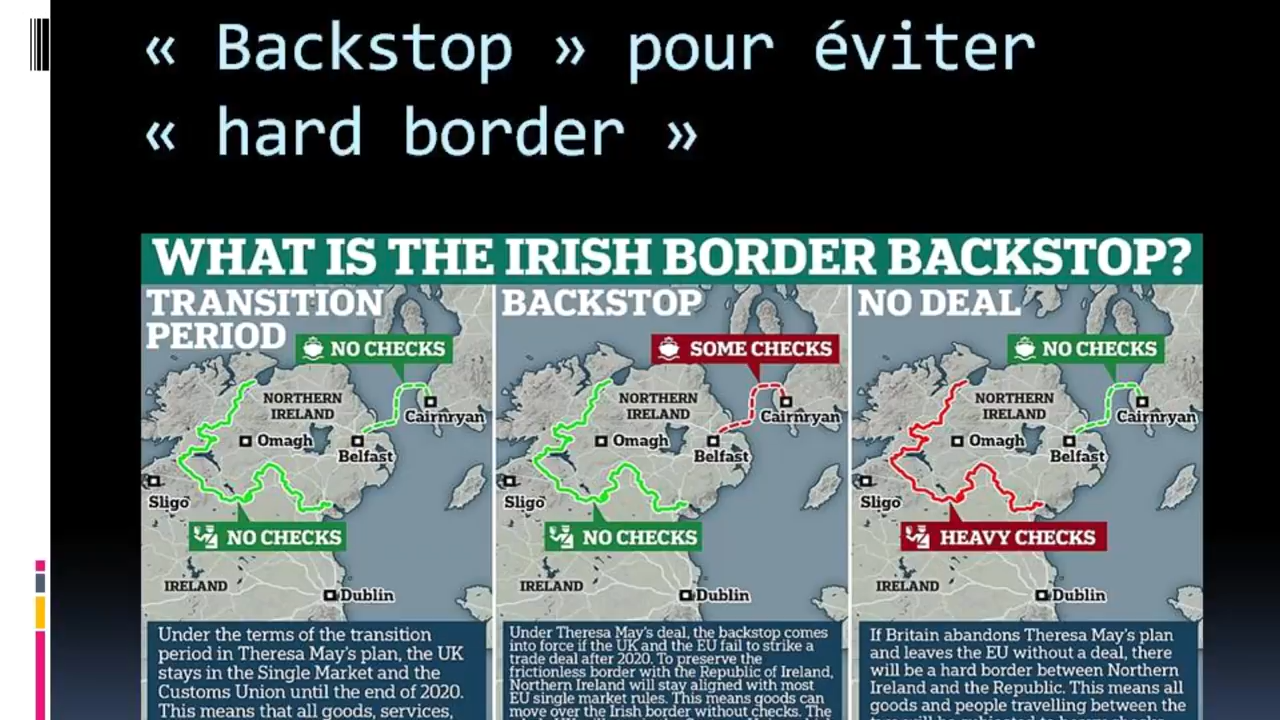 « Backstop » pour éviter
« hard border »
WHAT IS THE IRISH BORDER BACKSTOP?
TRANSITION
PERIOD
NO CHECKS
NORTHERN
IRELAND
Cairnryan
Omagh
Belfast
Sligo
NO CHECKS
IRELAND
Dublin
Under the terms of the transition
period in Theresa May's plan, the UK
stays in the Single Market and the
Customs Union until the end of 2020.
This means that all goods, services,
BACKSTOP
SOME CHECKS
NORTHERN
IRELAND
Cairnryan
Omagh
Belfast
Sligo
NO CHECKS
IRELAND
Dublin
Under Theresa May's deal, the backstop comes
into force if the UK and the EU fail to strike a
trade deal after 2020. To preserve the
frictionless border with the Republic of Ireland,
Northern Ireland will stay aligned with most
EU single market rules. This means goods can
move over the Irish border without checks. The
NO DEAL
NO CHECKS
NORTHERN
IRELAND
Cairnryan
Omagh
Belfast
Sligo
HEAVY CHECKS
IRELAND
Dublin
If Britain abandons Theresa May's plan
and leaves the EU without a deal, there
will be a hard border between Northern
Ireland and the Republic. This means all
goods and people travelling between the